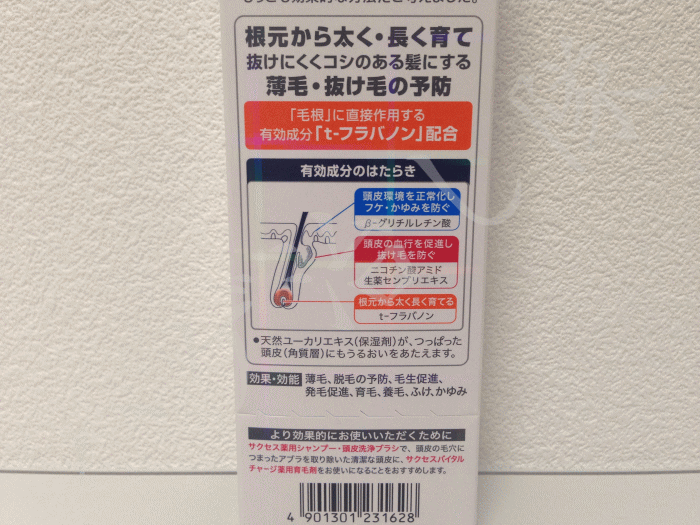 根元から太く・長く育て
抜けにくくコシのある髪にする
薄毛・抜け毛の予防
「毛根」に直接作用する
有効成分「t-フラバノン」配合
有効成分のはたらき
頭皮環境を正常化し
フケ・かゆみを防ぐ
β-グリチルレチン酸
頭皮の血行を促進し
抜け毛を防ぐ
ニコチン酸アミド
生薬センブリエキス
根元から太く長く育てる
t-フラバノン
●天然ユーカリエキス(保湿剤)が、つっぱった
頭皮(角質層)にもうるおいをあたえます。
効果・効能 薄毛、脱毛の予防、毛生促進、
発毛促進、育毛、養毛、ふけ、かゆみ
より効果的にお使いいただくために
サクセス薬用シャンプー・頭皮洗浄ブラシで、頭皮の毛穴に
つまったアブラを取り除いた清潔な頭皮に、サクセスバイタル
チャージ薬用育毛剤をお使いになることをおすすめします。
4 901301 231628